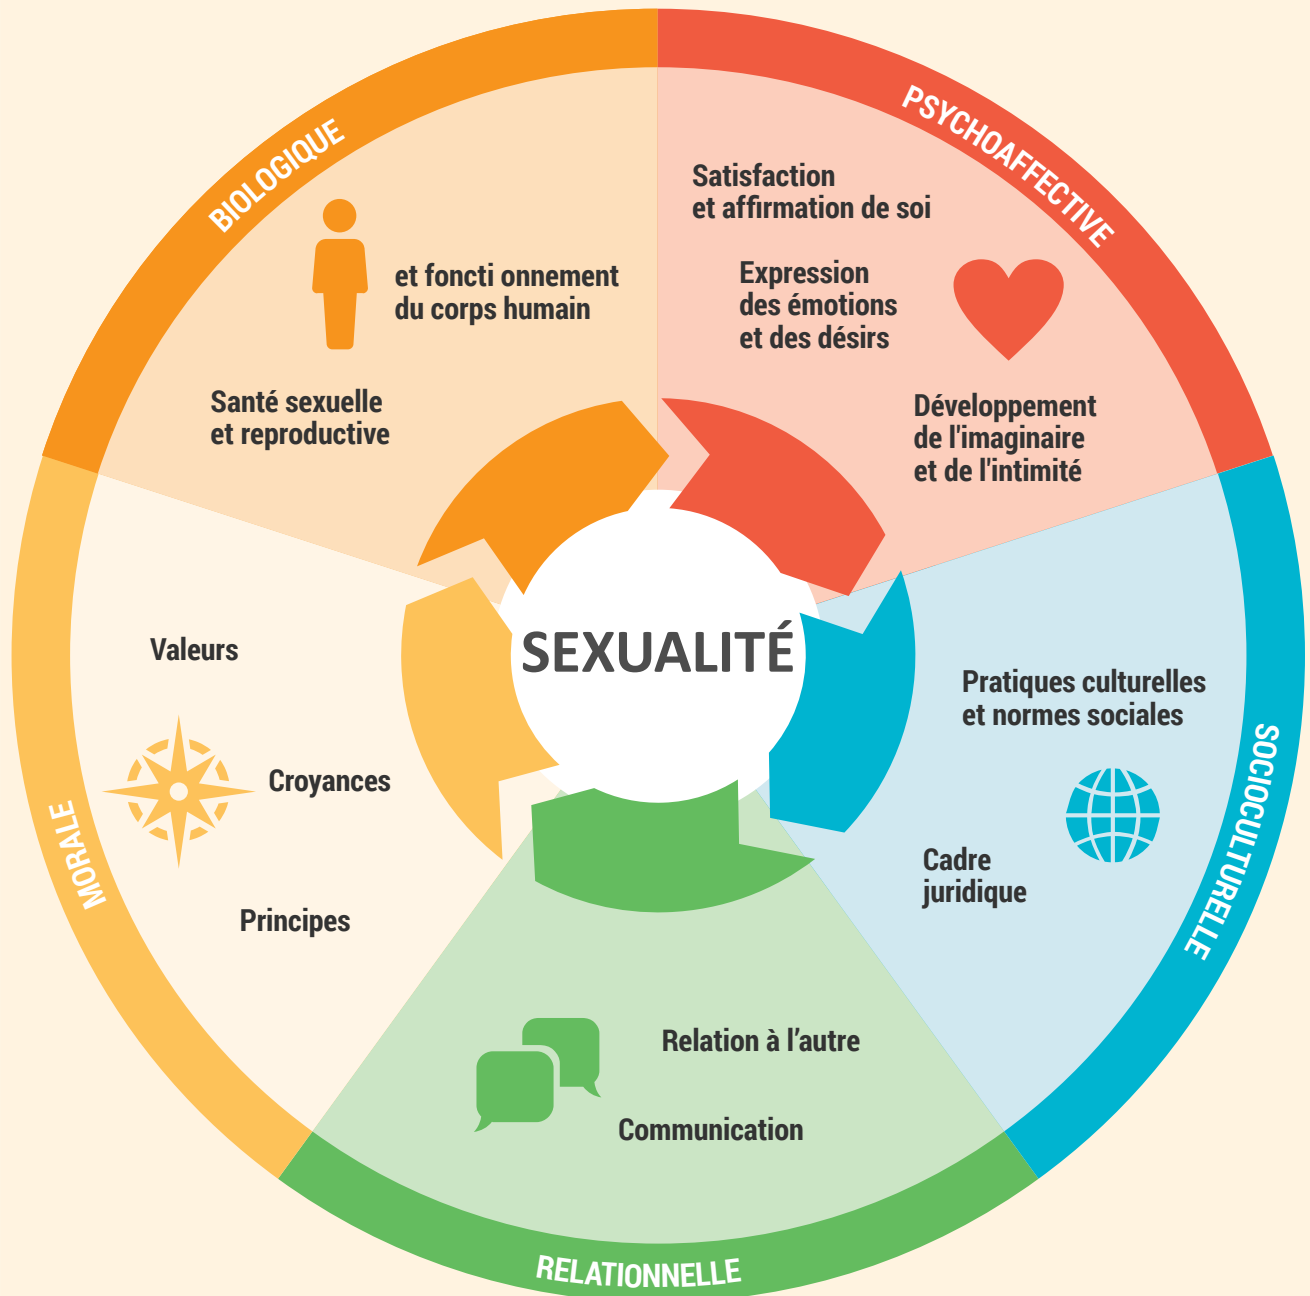 BIOLOGIQUE
et foncti onnement
du corps humain
Santé sexuelle
et reproductive
PSYCHOAFFECTIVE
Satisfaction
et affirmation de soi
Expression
des émotions
et des désirs
Développement
de l'imaginaire
et de l'intimité
SEXUALITÉ
SOCIOCULTURELLE
Pratiques culturelles
et normes sociales
Cadre
juridique
RELATIONNELLE
Relation à l’autre
Communication
MORALE
Valeurs
Croyances
Principes